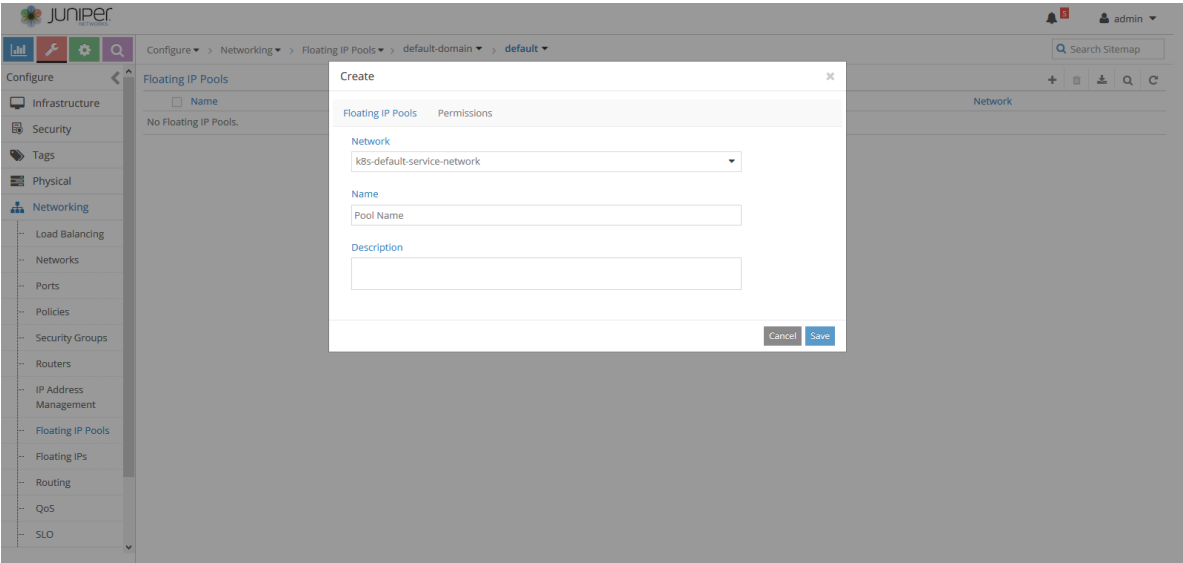 JUNIPER
NETWORKS
5
admin
Configure > Networking > Floating IP Pools > default-domain > default
Search Sitemap
Configure
Floating IP Pools
Name
Network
No Floating IP Pools.
Infrastructure
Security
Tags
Physical
Networking
Load Balancing
Networks
Ports
Policies
Security Groups
Routers
IP Address
Management
Floating IP Pools
Floating IPs
Routing
QoS
SLO
Create
Floating IP Pools Permissions
Network
k8s-default-service-network
Name
Pool Name
Description
Cancel Save